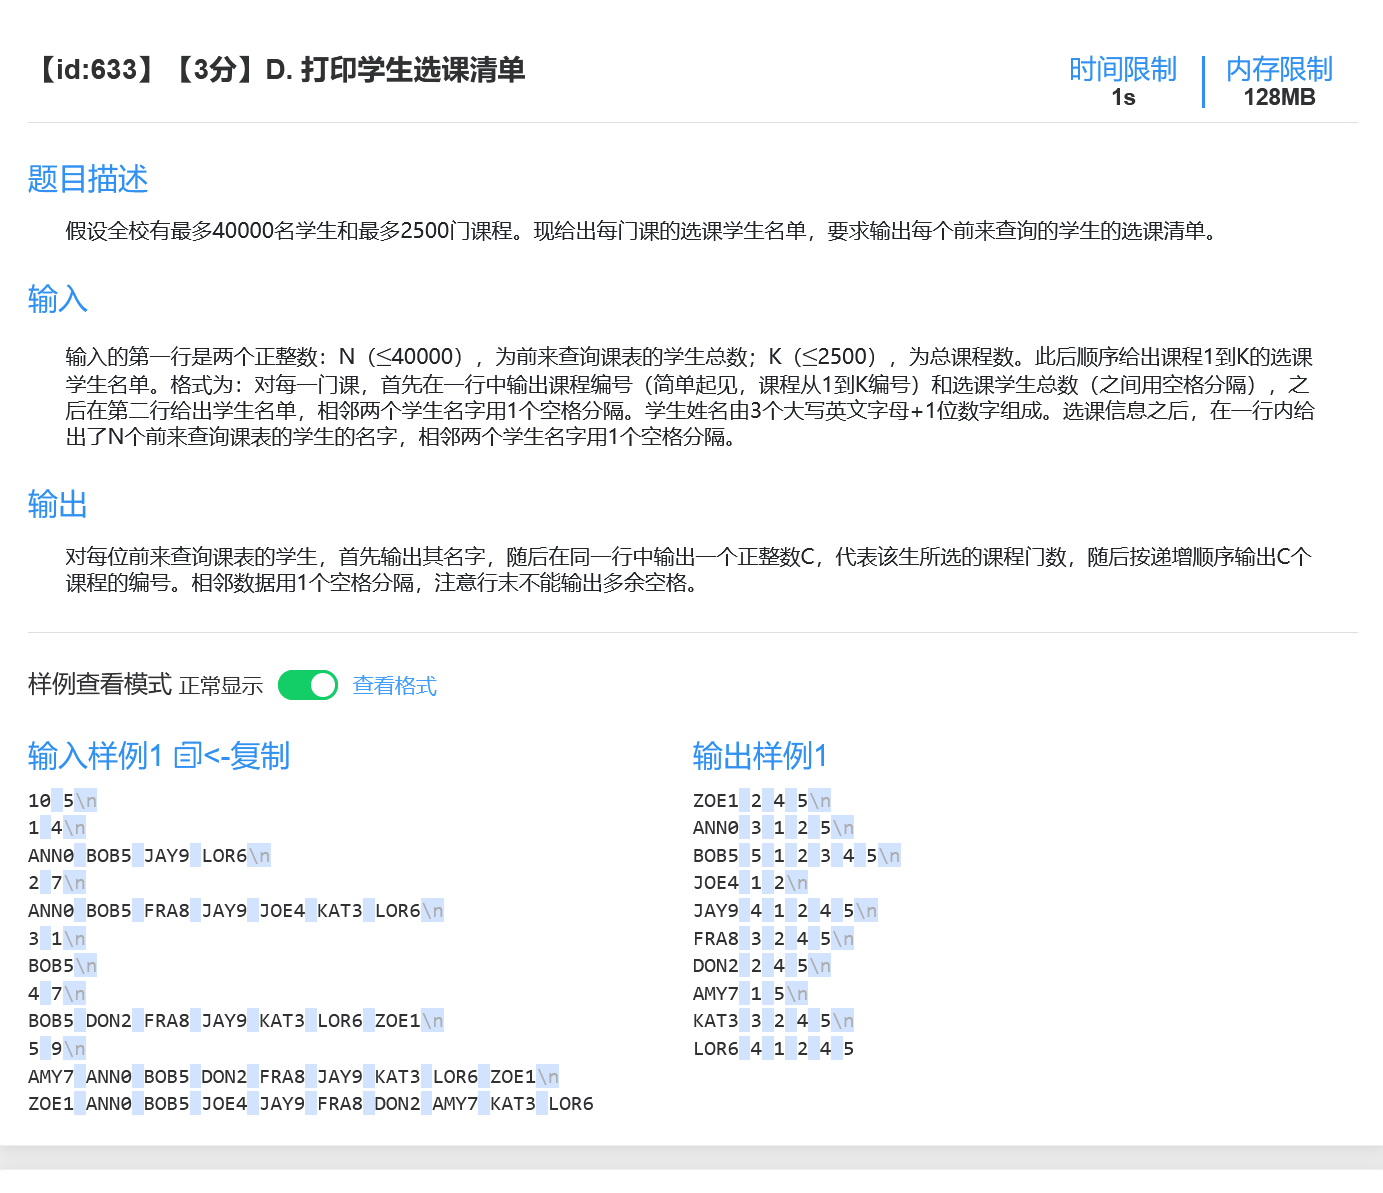 【id:633】【3分】D. 打印学生选课清单
时间限制
1s
内存限制
128MB
题目描述
假设全校有最多40000名学生和最多2500门课程。现给出每门课的选课学生名单，要求输出每个前来查询的学生的选课清单。
输入
输入的第一行是两个正整数：N（≤40000），为前来查询课表的学生总数；K（≤2500），为总课程数。此后顺序给出课程1到K的选课
学生名单。格式为：对每一门课，首先在一行中输出课程编号（简单起见，课程从1到K编号）和选课学生总数（之间用空格分隔），之
后在第二行给出学生名单，相邻两个学生名字用1个空格分隔。学生姓名由3个大写英文字母+1位数字组成。选课信息之后，在一行内给
出了N个前来查询课表的学生的名字，相邻两个学生名字用1个空格分隔。
输出
对每位前来查询课表的学生，首先输出其名字，随后在同一行中输出一个正整数C，代表该生所选的课程门数，随后按递增顺序输出C个
课程的编号。相邻数据用1个空格分隔，注意行末不能输出多余空格。
样例查看模式 正常显示 查看格式
输入样例1 <-复制
10 5\n
1 4\n
ANN0 BOB5 JAY9 LOR6\n
2 7\n
ANN0 BOB5 FRA8 JAY9 JOE4 KAT3 LOR6\n
3 1\n
BOB5\n
4 7\n
BOB5 DON2 FRA8 JAY9 KAT3 LOR6 ZOE1\n
5 9\n
AMY7 ANN0 BOB5 DON2 FRA8 JAY9 KAT3 LOR6 ZOE1\n
ZOE1 ANN0 BOB5 JOE4 JAY9 FRA8 DON2 AMY7 KAT3 LOR6
输出样例1
ZOE1 2 4 5\n
ANN0 3 1 2 5\n
BOB5 5 1 2 3 4 5\n
JOE4 1 2\n
JAY9 4 1 2 4 5\n
FRA8 3 2 4 5\n
DON2 2 4 5\n
AMY7 1 5\n
KAT3 3 2 4 5\n
LOR6 4 1 2 4 5